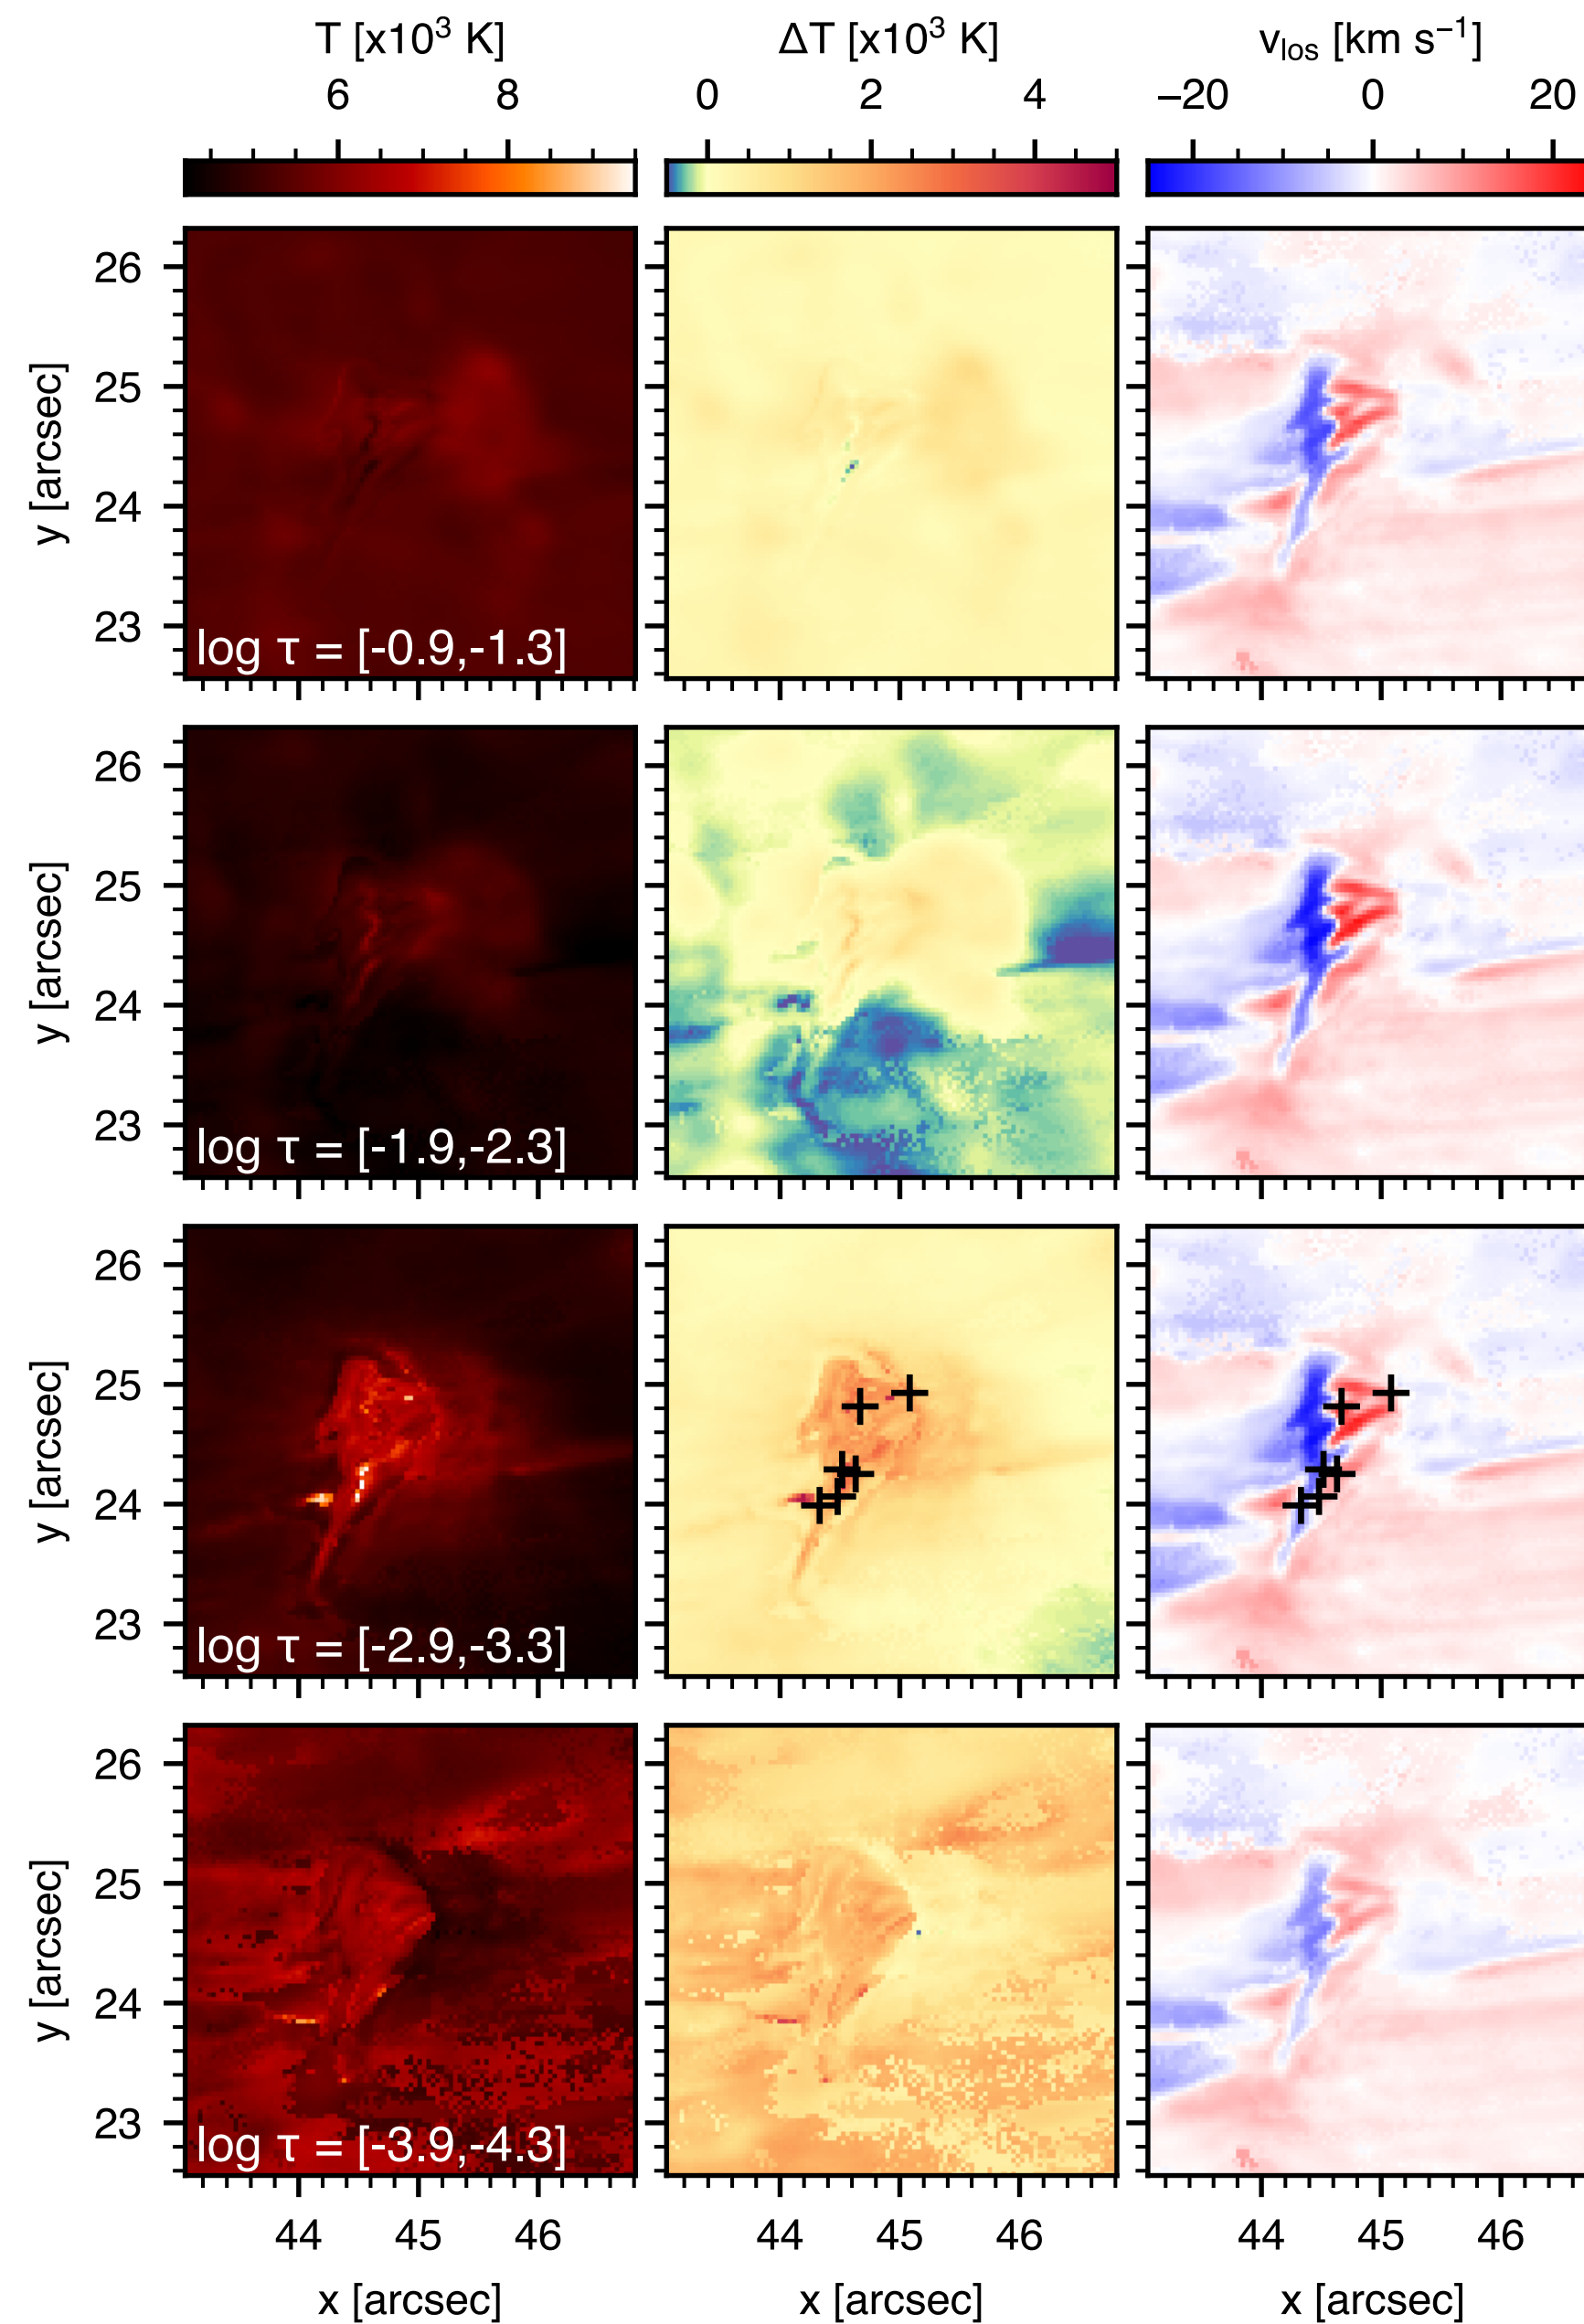 T [x10³ K] ΔT [x10³ K] v_los [km s⁻¹]
6 8 0 2 4 −20 0 20
26
25
24
23
y [arcsec]
log τ = [-0.9,-1.3]
26
25
24
23
y [arcsec]
log τ = [-1.9,-2.3]
26
25
24
23
y [arcsec]
log τ = [-2.9,-3.3]
26
25
24
23
y [arcsec]
log τ = [-3.9,-4.3]
44 45 46 44 45 46 44 45 46
x [arcsec] x [arcsec] x [arcsec]